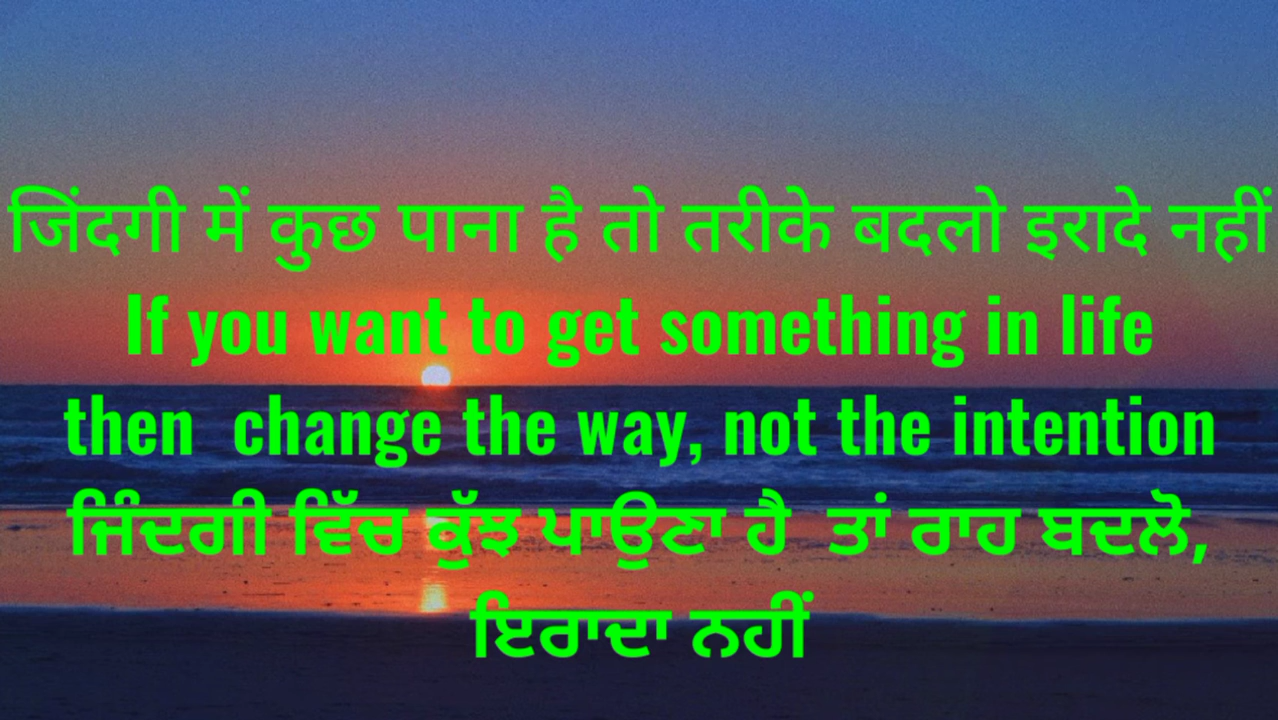 जिंदगी में कुछ पाना है तो तरीके बदलो इरादे नहीं
If you want to get something in life
then  change the way, not the intention
ਜਿੰਦਗੀ ਵਿੱਚ ਕੁੱਝ ਪਾਉਣਾ ਹੈ  ਤਾਂ ਰਾਹ ਬਦਲੋ,
ਇਰਾਦਾ ਨਹੀਂ